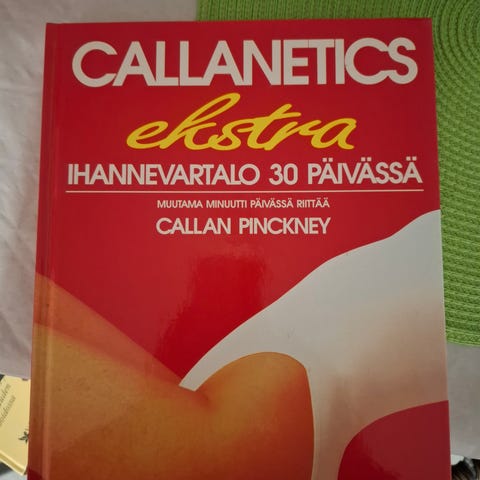 CALLANETICS
ekstra
IHANNEVARTALO 30 PÄIVÄSSÄ
MUUTAMA MINUUTTI PÄIVÄSSÄ RIITTÄÄ
CALLAN PINCKNEY